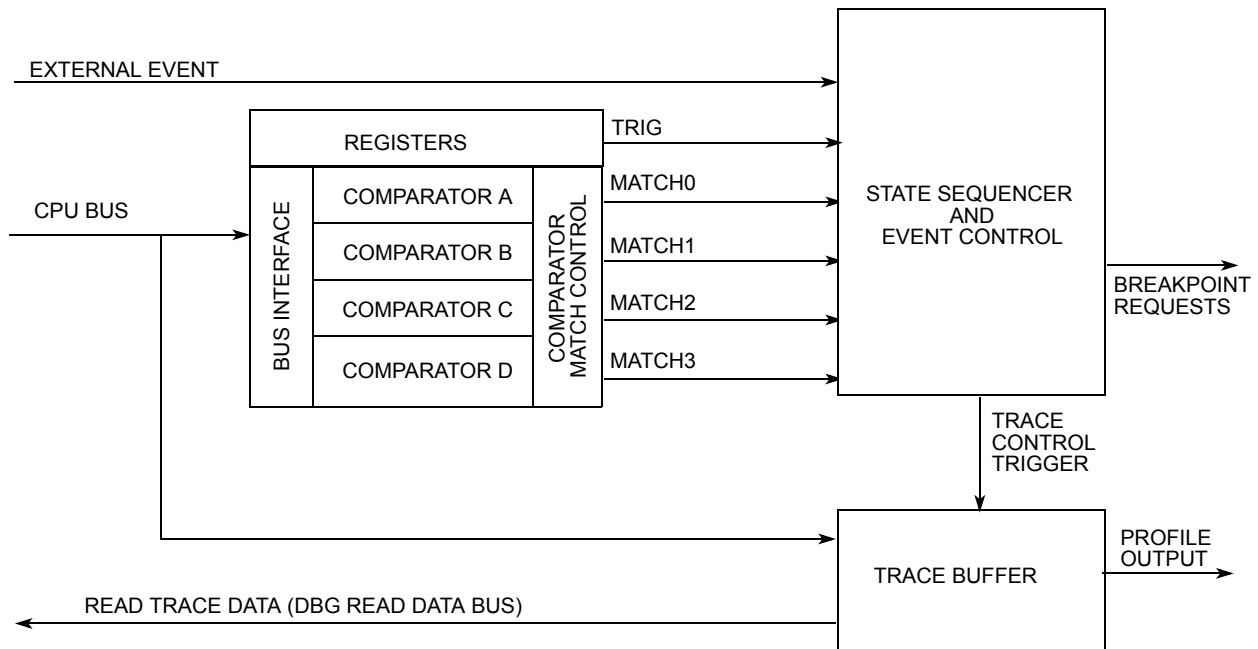 EXTERNAL EVENT
REGISTERS
TRIG
CPU BUS
BUS INTERFACE
COMPARATOR A
COMPARATOR B
COMPARATOR C
COMPARATOR D
COMPARATOR
MATCH CONTROL
MATCH0
MATCH1
MATCH2
MATCH3
STATE SEQUENCER
AND
EVENT CONTROL
BREAKPOINT
REQUESTS
TRACE
CONTROL
TRIGGER
TRACE BUFFER
PROFILE
OUTPUT
READ TRACE DATA (DBG READ DATA BUS)